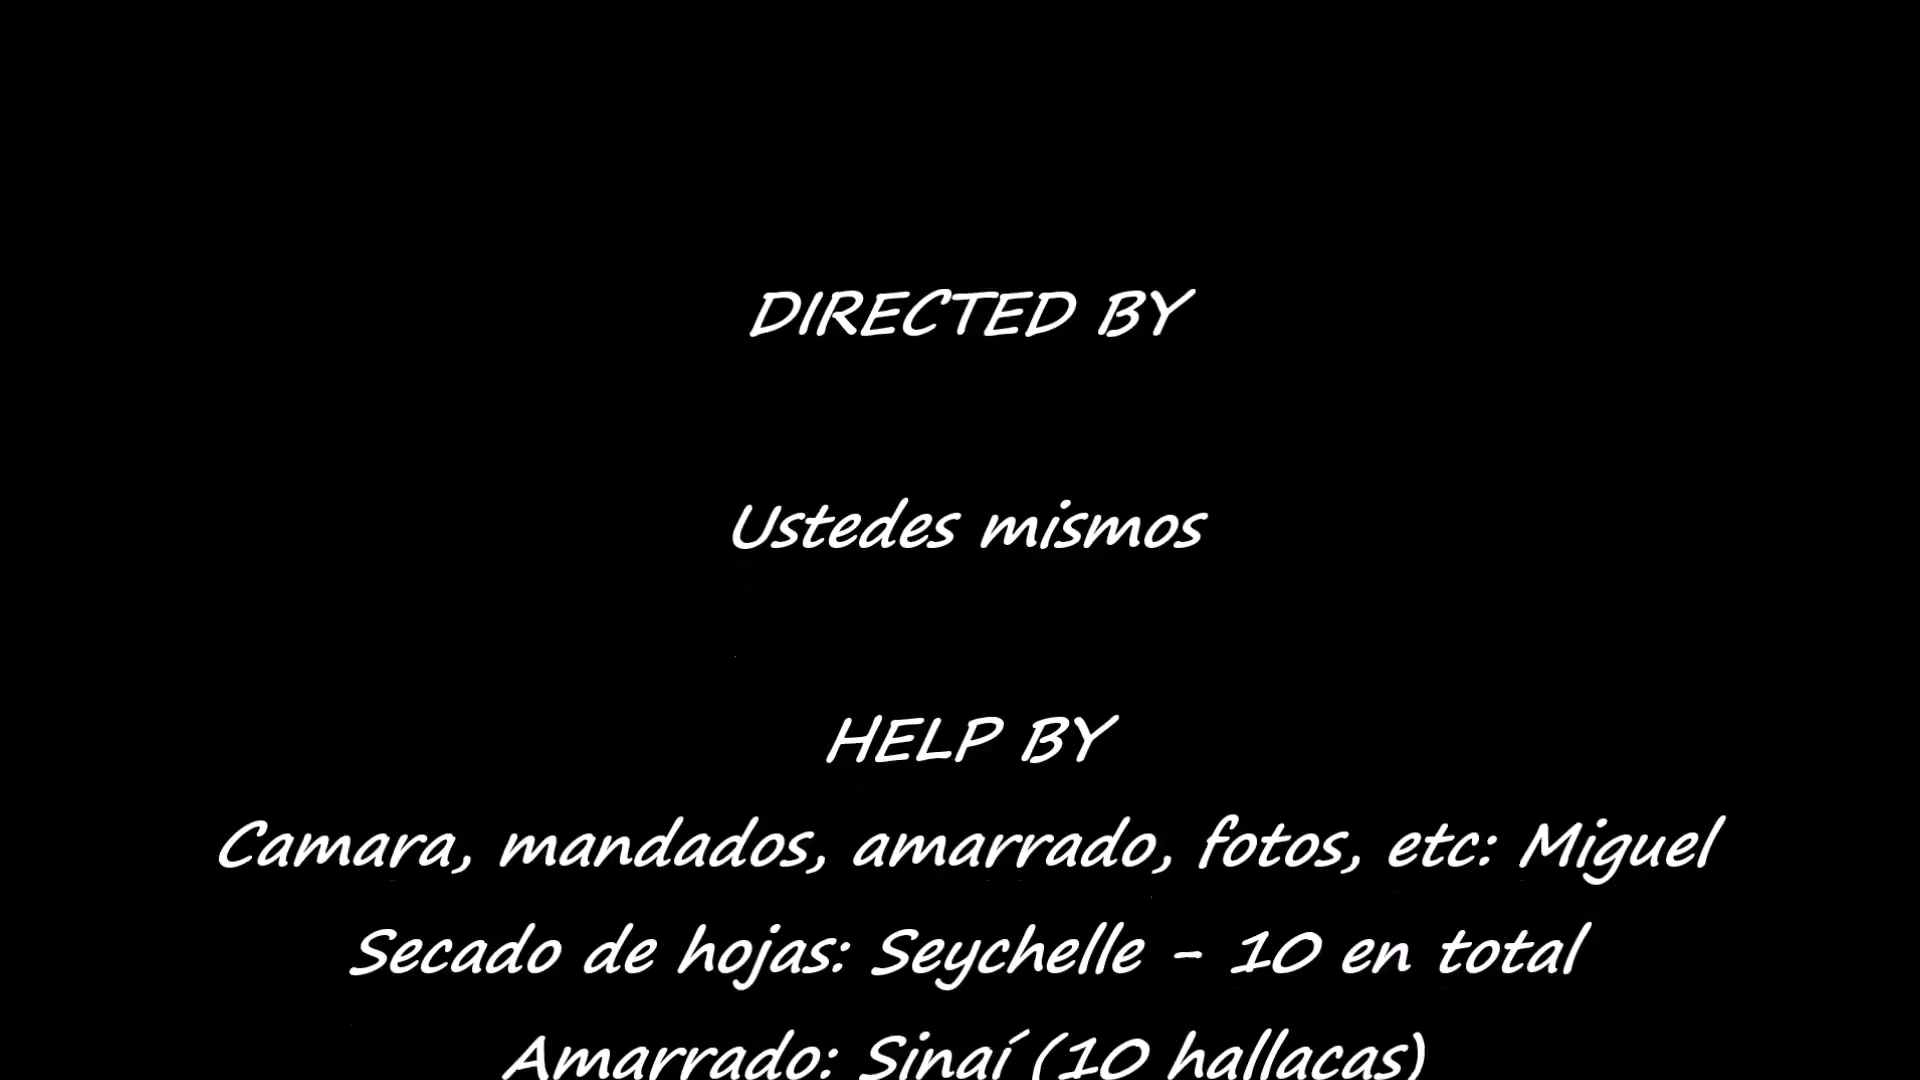 DIRECTED BY
Ustedes mismos
HELP BY
Camara, mandados, amarrado, fotos, etc: Miguel
Secado de hojas: Seychelle - 10 en total
Amarrado: Sinaí (10 hallacas)